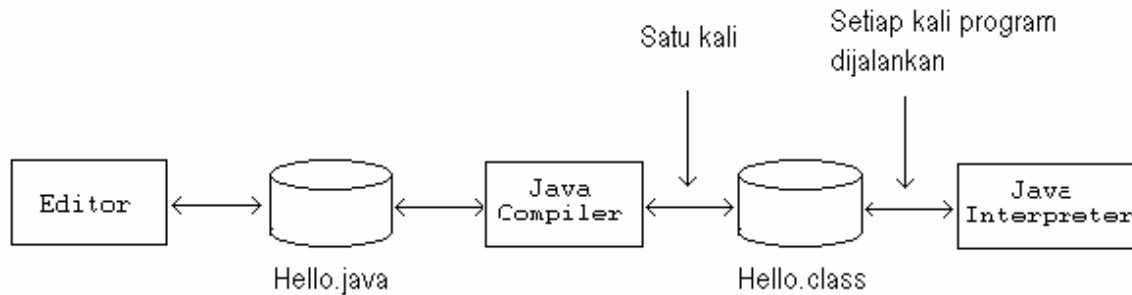 Satu kali
Setiap kali program
dijalankan
Editor
Java
Compiler
Java
Interpreter
Hello.java
Hello.class